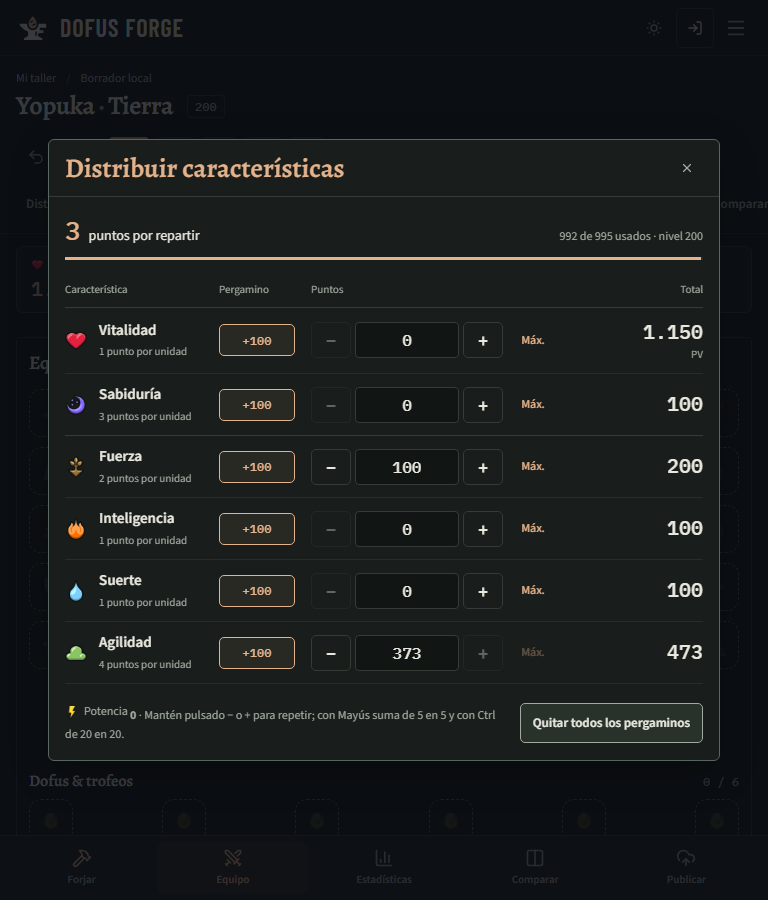 DOFUS FORGE
Mi taller / Borrador local
Yopuka · Tierra 200
Distribuir características ×
3 puntos por repartir 992 de 995 usados · nivel 200
Característica Pergamino Puntos Total
Vitalidad
1 punto por unidad
+100 − 0 + Máx. 1.150
PV
Sabiduría
3 puntos por unidad
+100 − 0 + Máx. 100
Fuerza
2 puntos por unidad
+100 − 100 + Máx. 200
Inteligencia
1 punto por unidad
+100 − 0 + Máx. 100
Suerte
1 punto por unidad
+100 − 0 + Máx. 100
Agilidad
4 puntos por unidad
+100 − 373 + Máx. 473
Potencia 0 · Mantén pulsado − o + para repetir; con Mayús suma de 5 en 5 y con Ctrl
de 20 en 20.
Quitar todos los pergaminos
Dofus & trofeos 0 / 6
Forjar Equipo Estadísticas Comparar Publicar